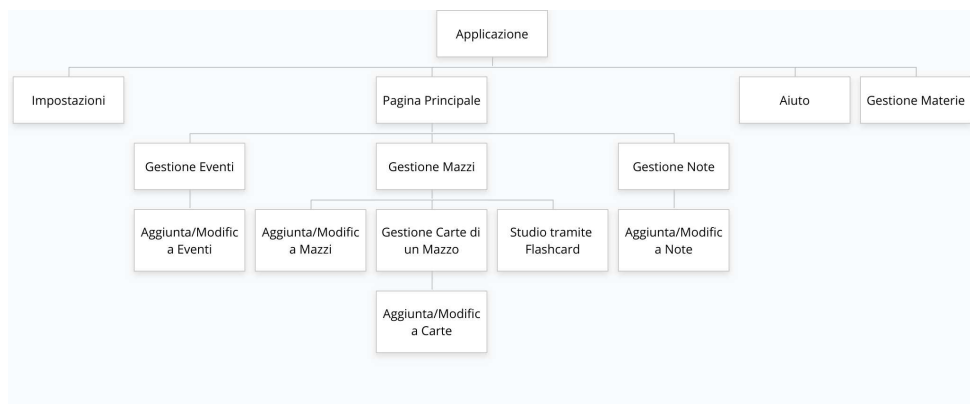 Applicazione
Impostazioni
Pagina Principale
Aiuto
Gestione Materie
Gestione Eventi
Gestione Mazzi
Gestione Note
Aggiunta/Modific
a Eventi
Aggiunta/Modific
a Mazzi
Gestione Carte di
un Mazzo
Studio tramite
Flashcard
Aggiunta/Modific
a Note
Aggiunta/Modific
a Carte